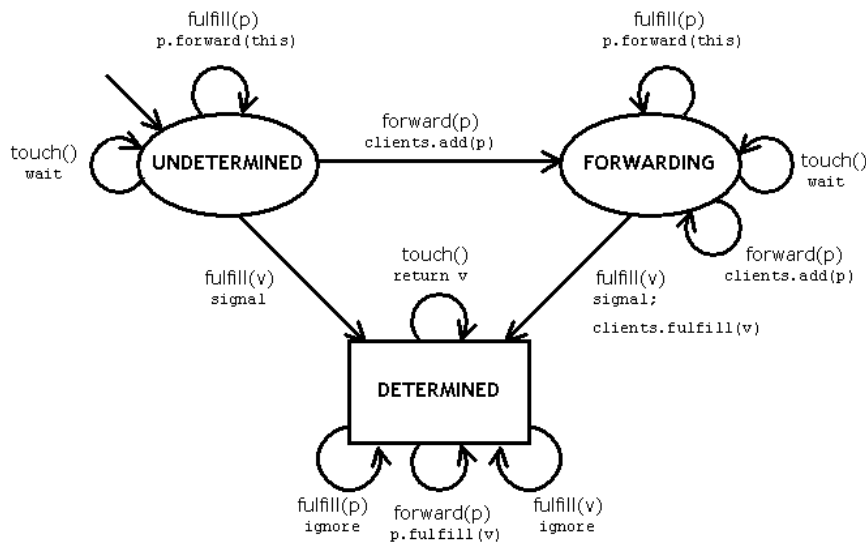 fulfill(p)
p.forward(this)
fulfill(p)
p.forward(this)
forward(p)
clients.add(p)
touch()
wait
UNDETERMINED
FORWARDING
touch()
wait
fulfill(v)
signal
touch()
return v
fulfill(v)
signal;
clients.fulfill(v)
forward(p)
clients.add(p)
DETERMINED
fulfill(p)
ignore
forward(p)
p.fulfill(v)
fulfill(v)
ignore